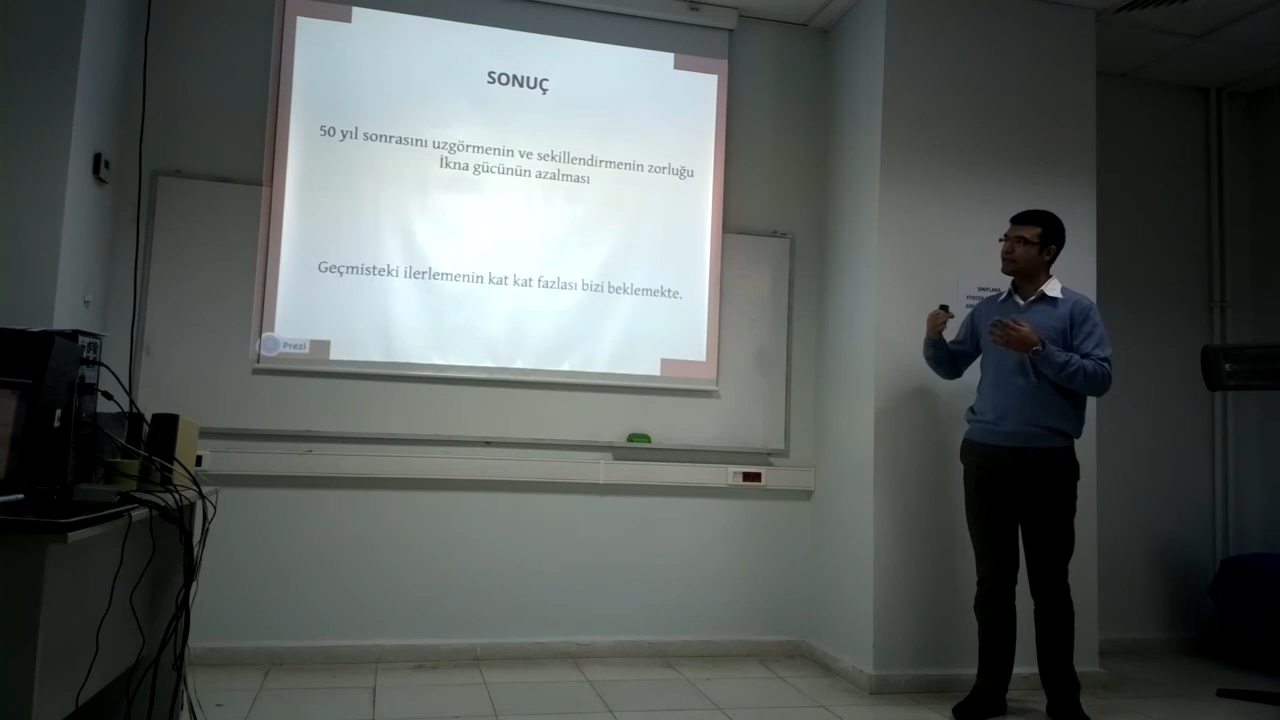 SONUÇ
50 yıl sonrasını uzgörmenin ve sekillendirmenin zorluğu
İkna gücünün azalması
Geçmisteki ilerlemenin kat kat fazlası bizi beklemekte.
Prezi
SINIFLARA